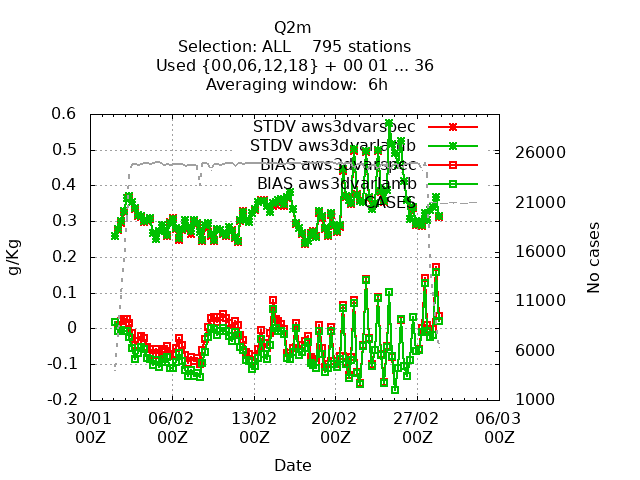 Q2m
Selection: ALL    795 stations
Used {00,06,12,18} + 00 01 ... 36
Averaging window:  6h
STDV aws3dvarspec
STDV aws3dvarlamb
BIAS aws3dvarspec
BIAS aws3dvarlamb
CASES
0.6
0.5
0.4
0.3
0.2
0.1
0
-0.1
-0.2
g/Kg
26000
21000
16000
11000
6000
1000
No cases
30/01 06/02 13/02 20/02 27/02 06/03
00Z 00Z 00Z 00Z 00Z 00Z
Date